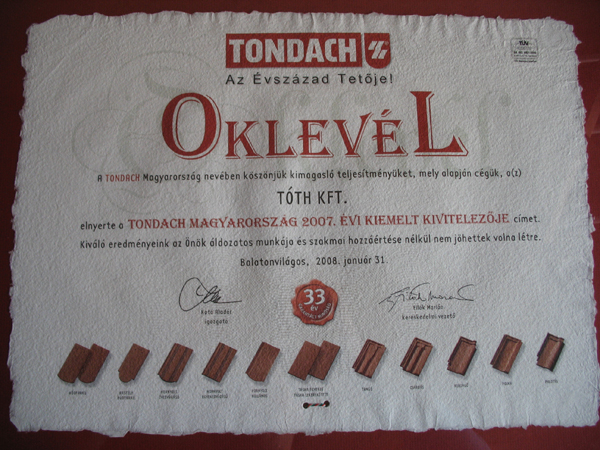 TONDACH
TÜV
Az Évszázad Tetője!
OKLEVÉL
A TONDACH Magyarország nevében köszönjük kimagasló teljesítményüket, mely alapján cégük, a(z)
TÓTH KFT.
elnyerte a TONDACH MAGYARORSZÁG 2007. ÉVI KIEMELT KIVITELEZŐJE címet.
Kiváló eredményeink az Önök áldozatos munkája és szakmai hozzáértése nélkül nem jöhettek volna létre.
Balatonvilágos, 2008. január 31.
33
év
igazgató
kereskedelmi vezető